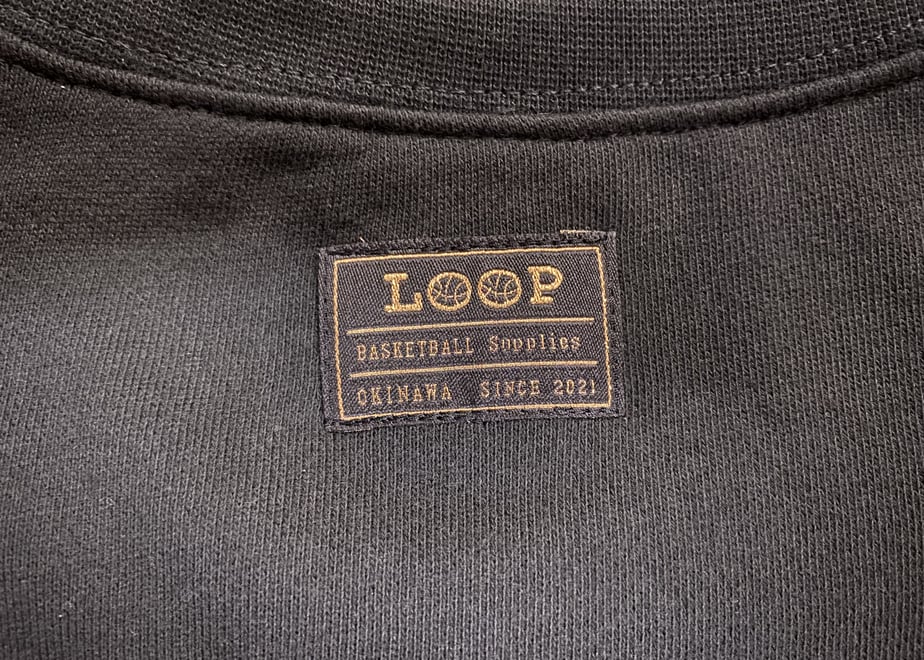 LOOP
BASKETBALL Supplies
OKINAWA SINCE 2021